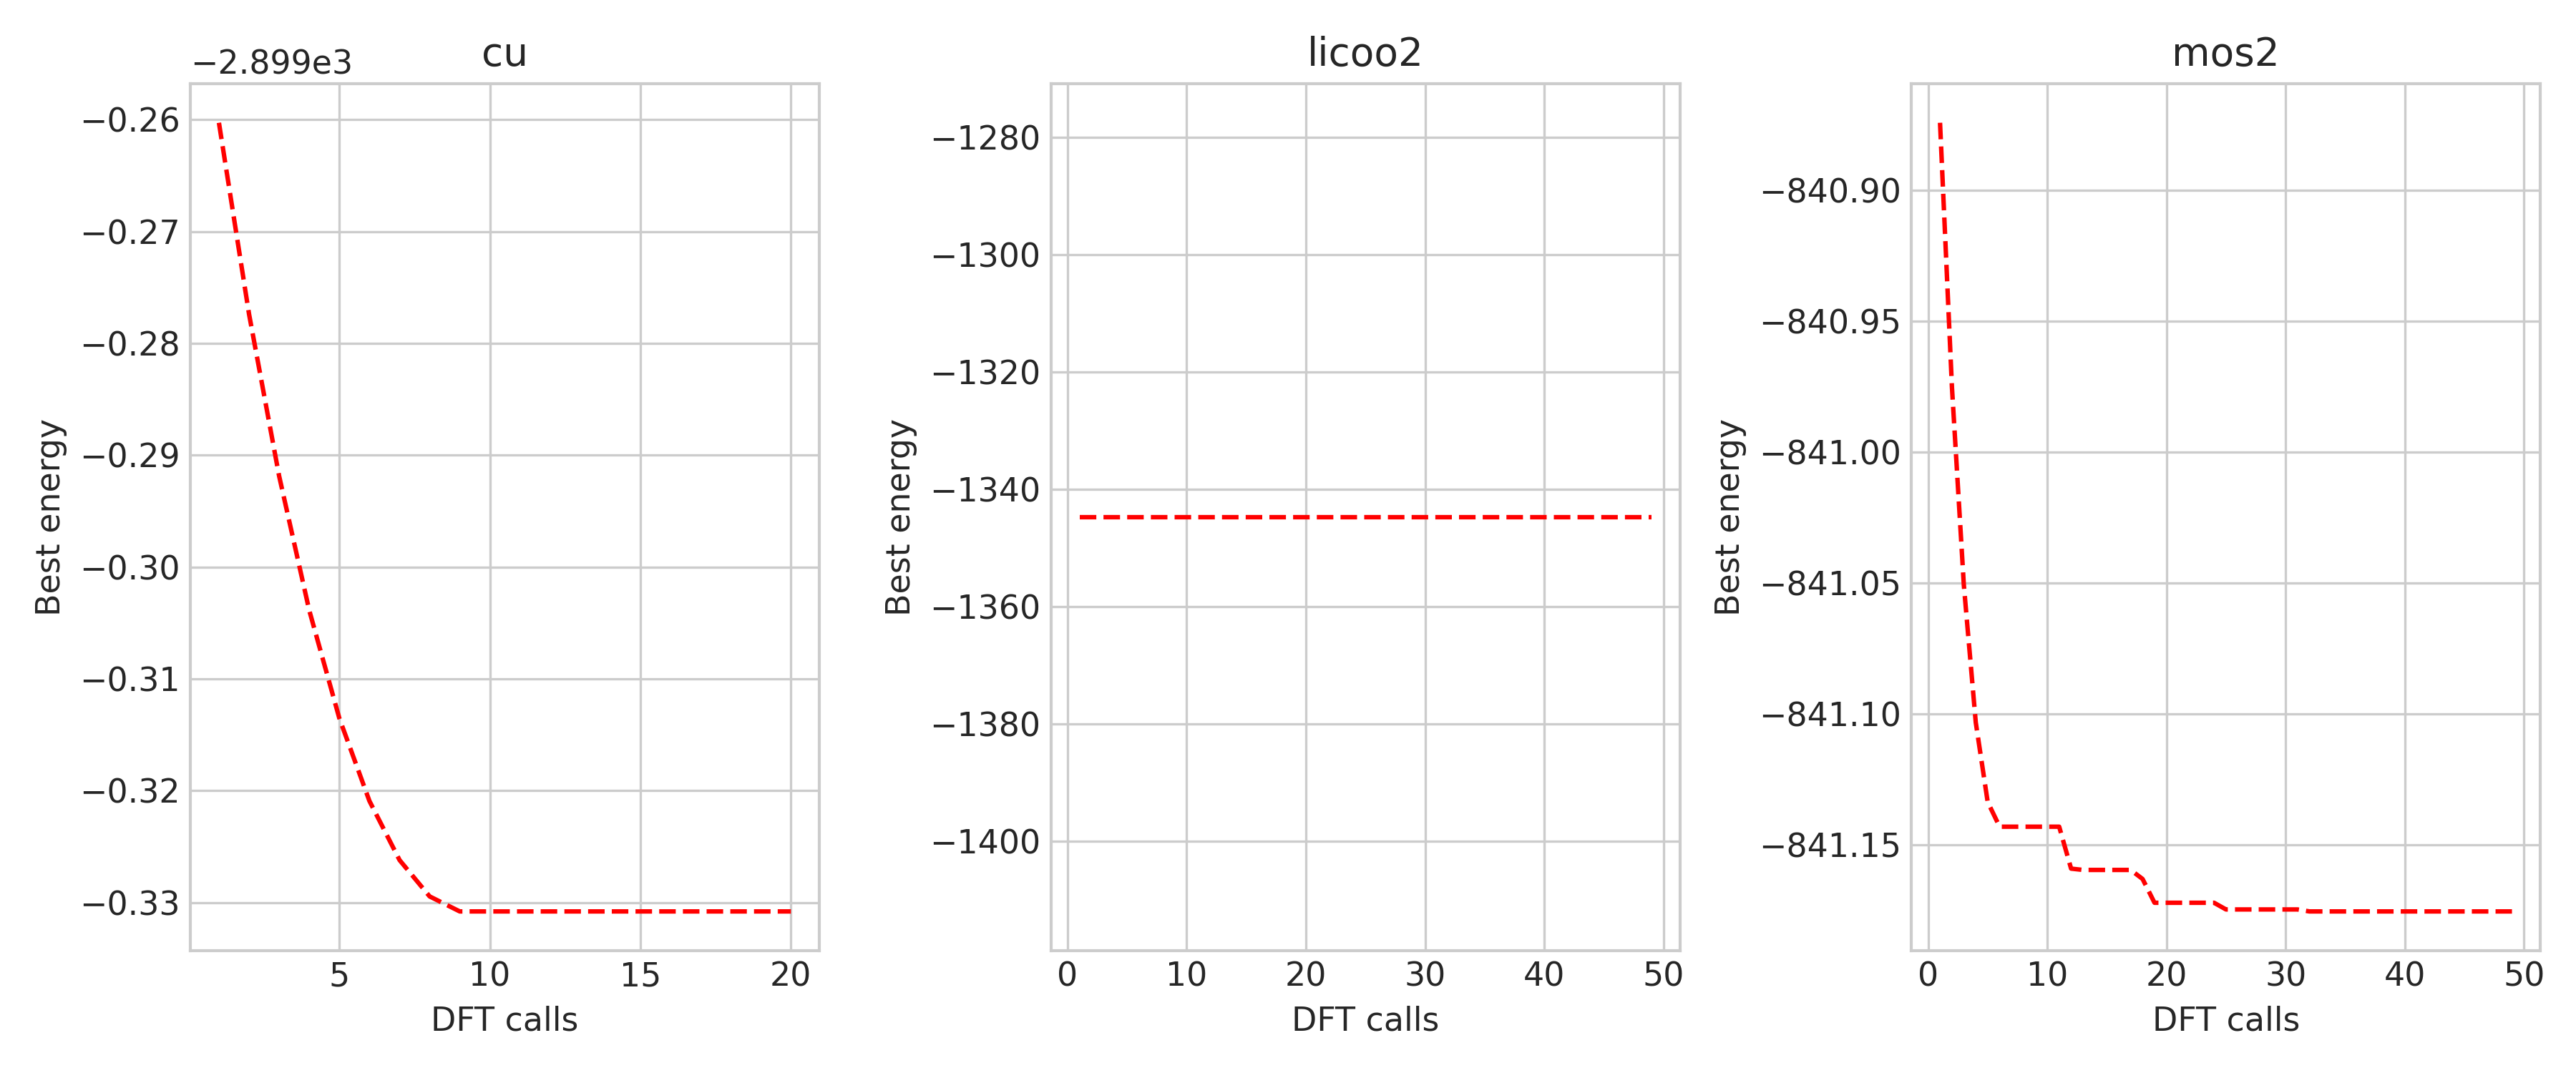 cu
−2.899e3
−0.26
−0.27
−0.28
−0.29
−0.30
−0.31
−0.32
−0.33
Best energy
5 10 15 20
DFT calls
licoo2
−1280
−1300
−1320
−1340
−1360
−1380
−1400
Best energy
0 10 20 30 40 50
DFT calls
mos2
−840.90
−840.95
−841.00
−841.05
−841.10
−841.15
Best energy
0 10 20 30 40 50
DFT calls